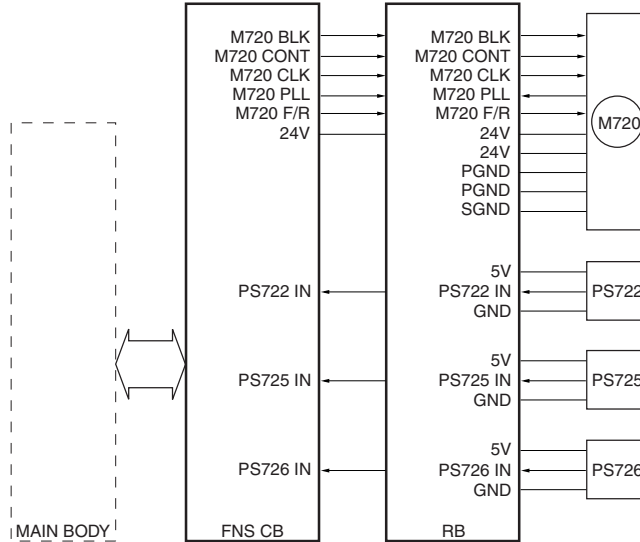 M720 BLK
M720 CONT
M720 CLK
M720 PLL
M720 F/R
24V
PS722 IN
PS725 IN
PS726 IN
M720 BLK
M720 CONT
M720 CLK
M720 PLL
M720 F/R
24V
24V
PGND
PGND
SGND
5V
PS722 IN
GND
5V
PS725 IN
GND
5V
PS726 IN
GND
M720
PS722
PS725
PS726
MAIN BODY
FNS CB
RB